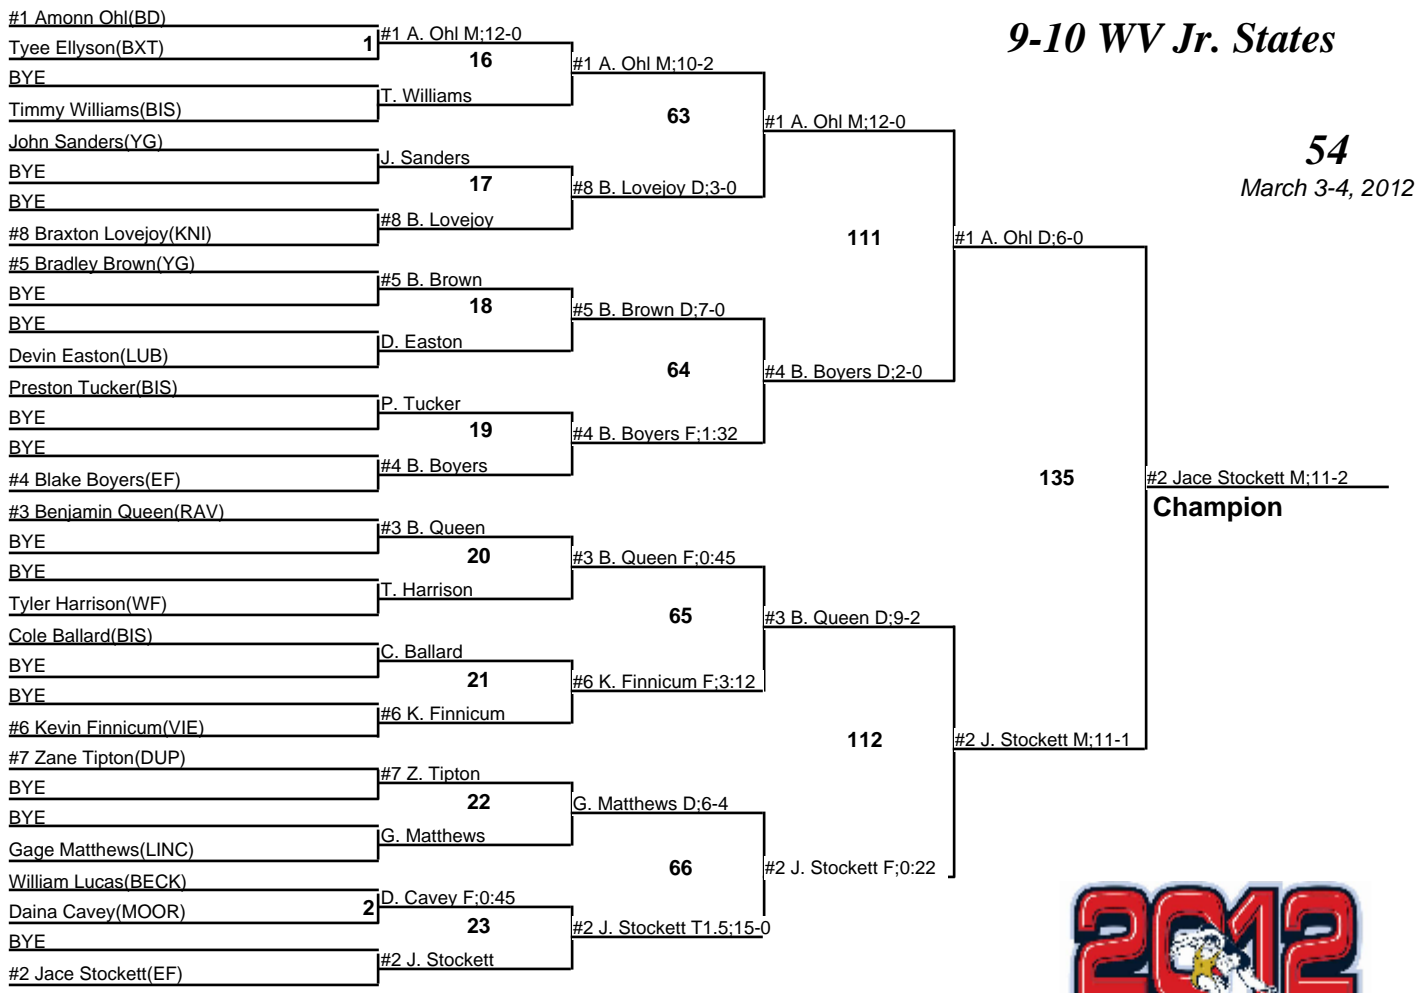 9-10 WV Jr. States
54
March 3-4, 2012
#1 Amonn Ohl(BD)
Tyee Ellyson(BXT)
BYE
Timmy Williams(BIS)
John Sanders(YG)
BYE
BYE
#8 Braxton Lovejoy(KNI)
#5 Bradley Brown(YG)
BYE
BYE
Devin Easton(LUB)
Preston Tucker(BIS)
BYE
BYE
#4 Blake Boyers(EF)
#3 Benjamin Queen(RAV)
BYE
BYE
Tyler Harrison(WF)
Cole Ballard(BIS)
BYE
BYE
#6 Kevin Finnicum(VIE)
#7 Zane Tipton(DUP)
BYE
BYE
Gage Matthews(LINC)
William Lucas(BECK)
Daina Cavey(MOOR)
BYE
#2 Jace Stockett(EF)
1
2
#1 A. Ohl M;12-0
16
T. Williams
J. Sanders
17
#8 B. Lovejoy
#5 B. Brown
18
D. Easton
P. Tucker
19
#4 B. Boyers
#3 B. Queen
20
T. Harrison
C. Ballard
21
#6 K. Finnicum
#7 Z. Tipton
22
G. Matthews
D. Cavey F;0:45
23
#2 J. Stockett
#1 A. Ohl M;10-2
63
#8 B. Lovejoy D;3-0
#5 B. Brown D;7-0
64
#4 B. Boyers F;1:32
#3 B. Queen F;0:45
65
#6 K. Finnicum F;3:12
G. Matthews D;6-4
66
#2 J. Stockett T1.5;15-0
#1 A. Ohl M;12-0
111
#4 B. Boyers D;2-0
#3 B. Queen D;9-2
112
#2 J. Stockett F;0:22
#1 A. Ohl D;6-0
135
#2 J. Stockett M;11-1
#2 Jace Stockett M;11-2
Champion
2012